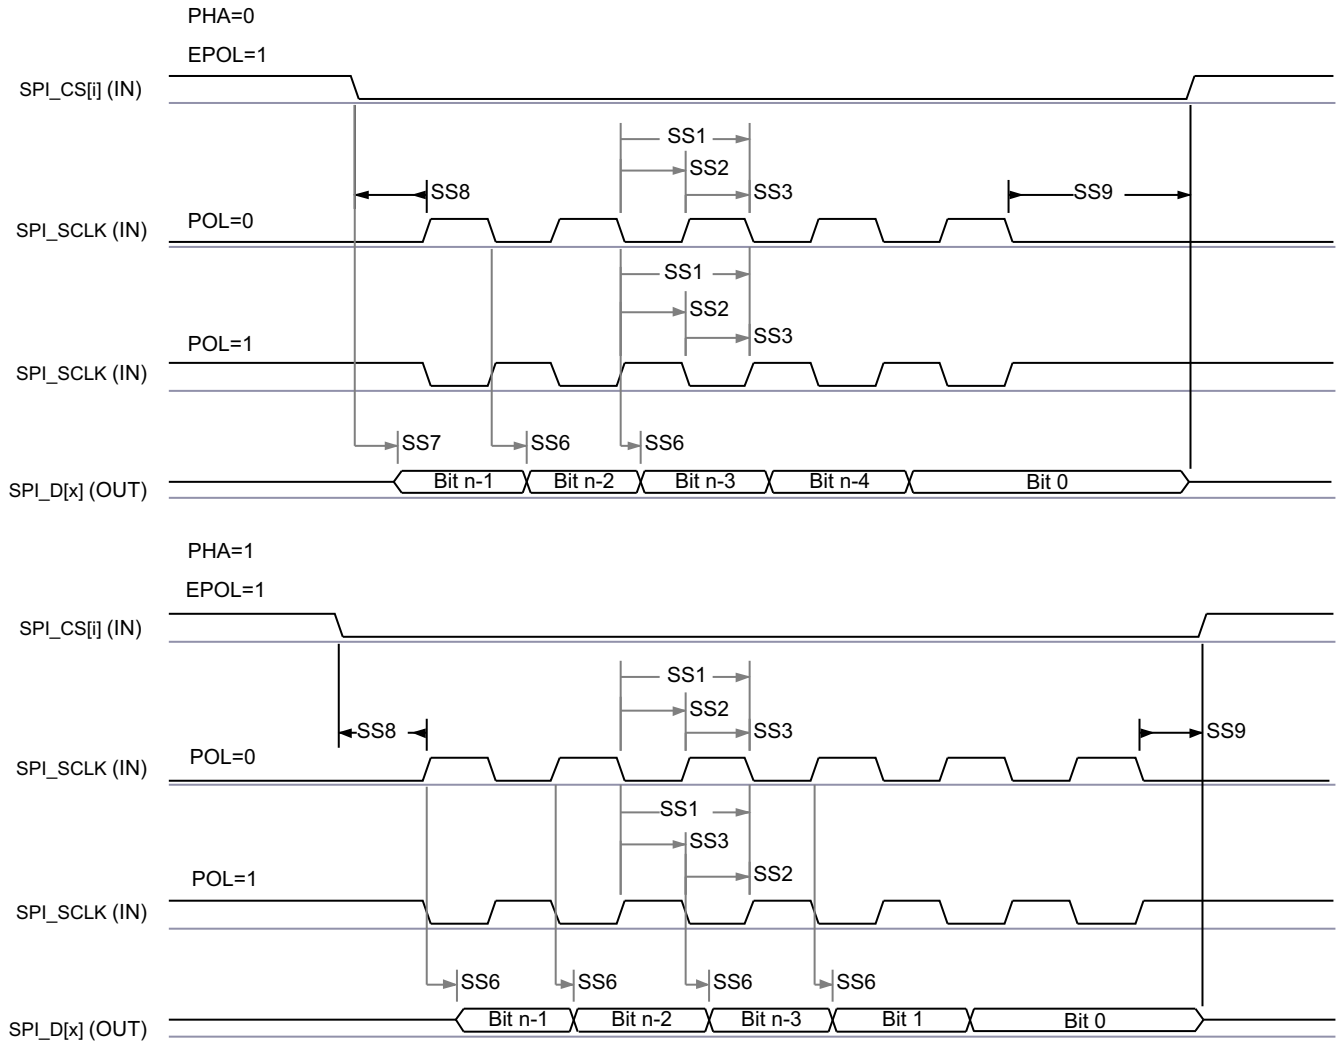 PHA=0
EPOL=1
SPI_CS[i] (IN)
SS1
SS2
SS8
SS3
SS9
POL=0
SPI_SCLK (IN)
SS1
SS2
SS3
POL=1
SPI_SCLK (IN)
SS7
SS6
SS6
SPI_D[x] (OUT)
Bit n-1
Bit n-2
Bit n-3
Bit n-4
Bit 0
PHA=1
EPOL=1
SPI_CS[i] (IN)
SS1
SS2
SS8
SS3
SS9
POL=0
SPI_SCLK (IN)
SS1
SS3
SS2
POL=1
SPI_SCLK (IN)
SS6
SS6
SS6
SS6
SPI_D[x] (OUT)
Bit n-1
Bit n-2
Bit n-3
Bit 1
Bit 0